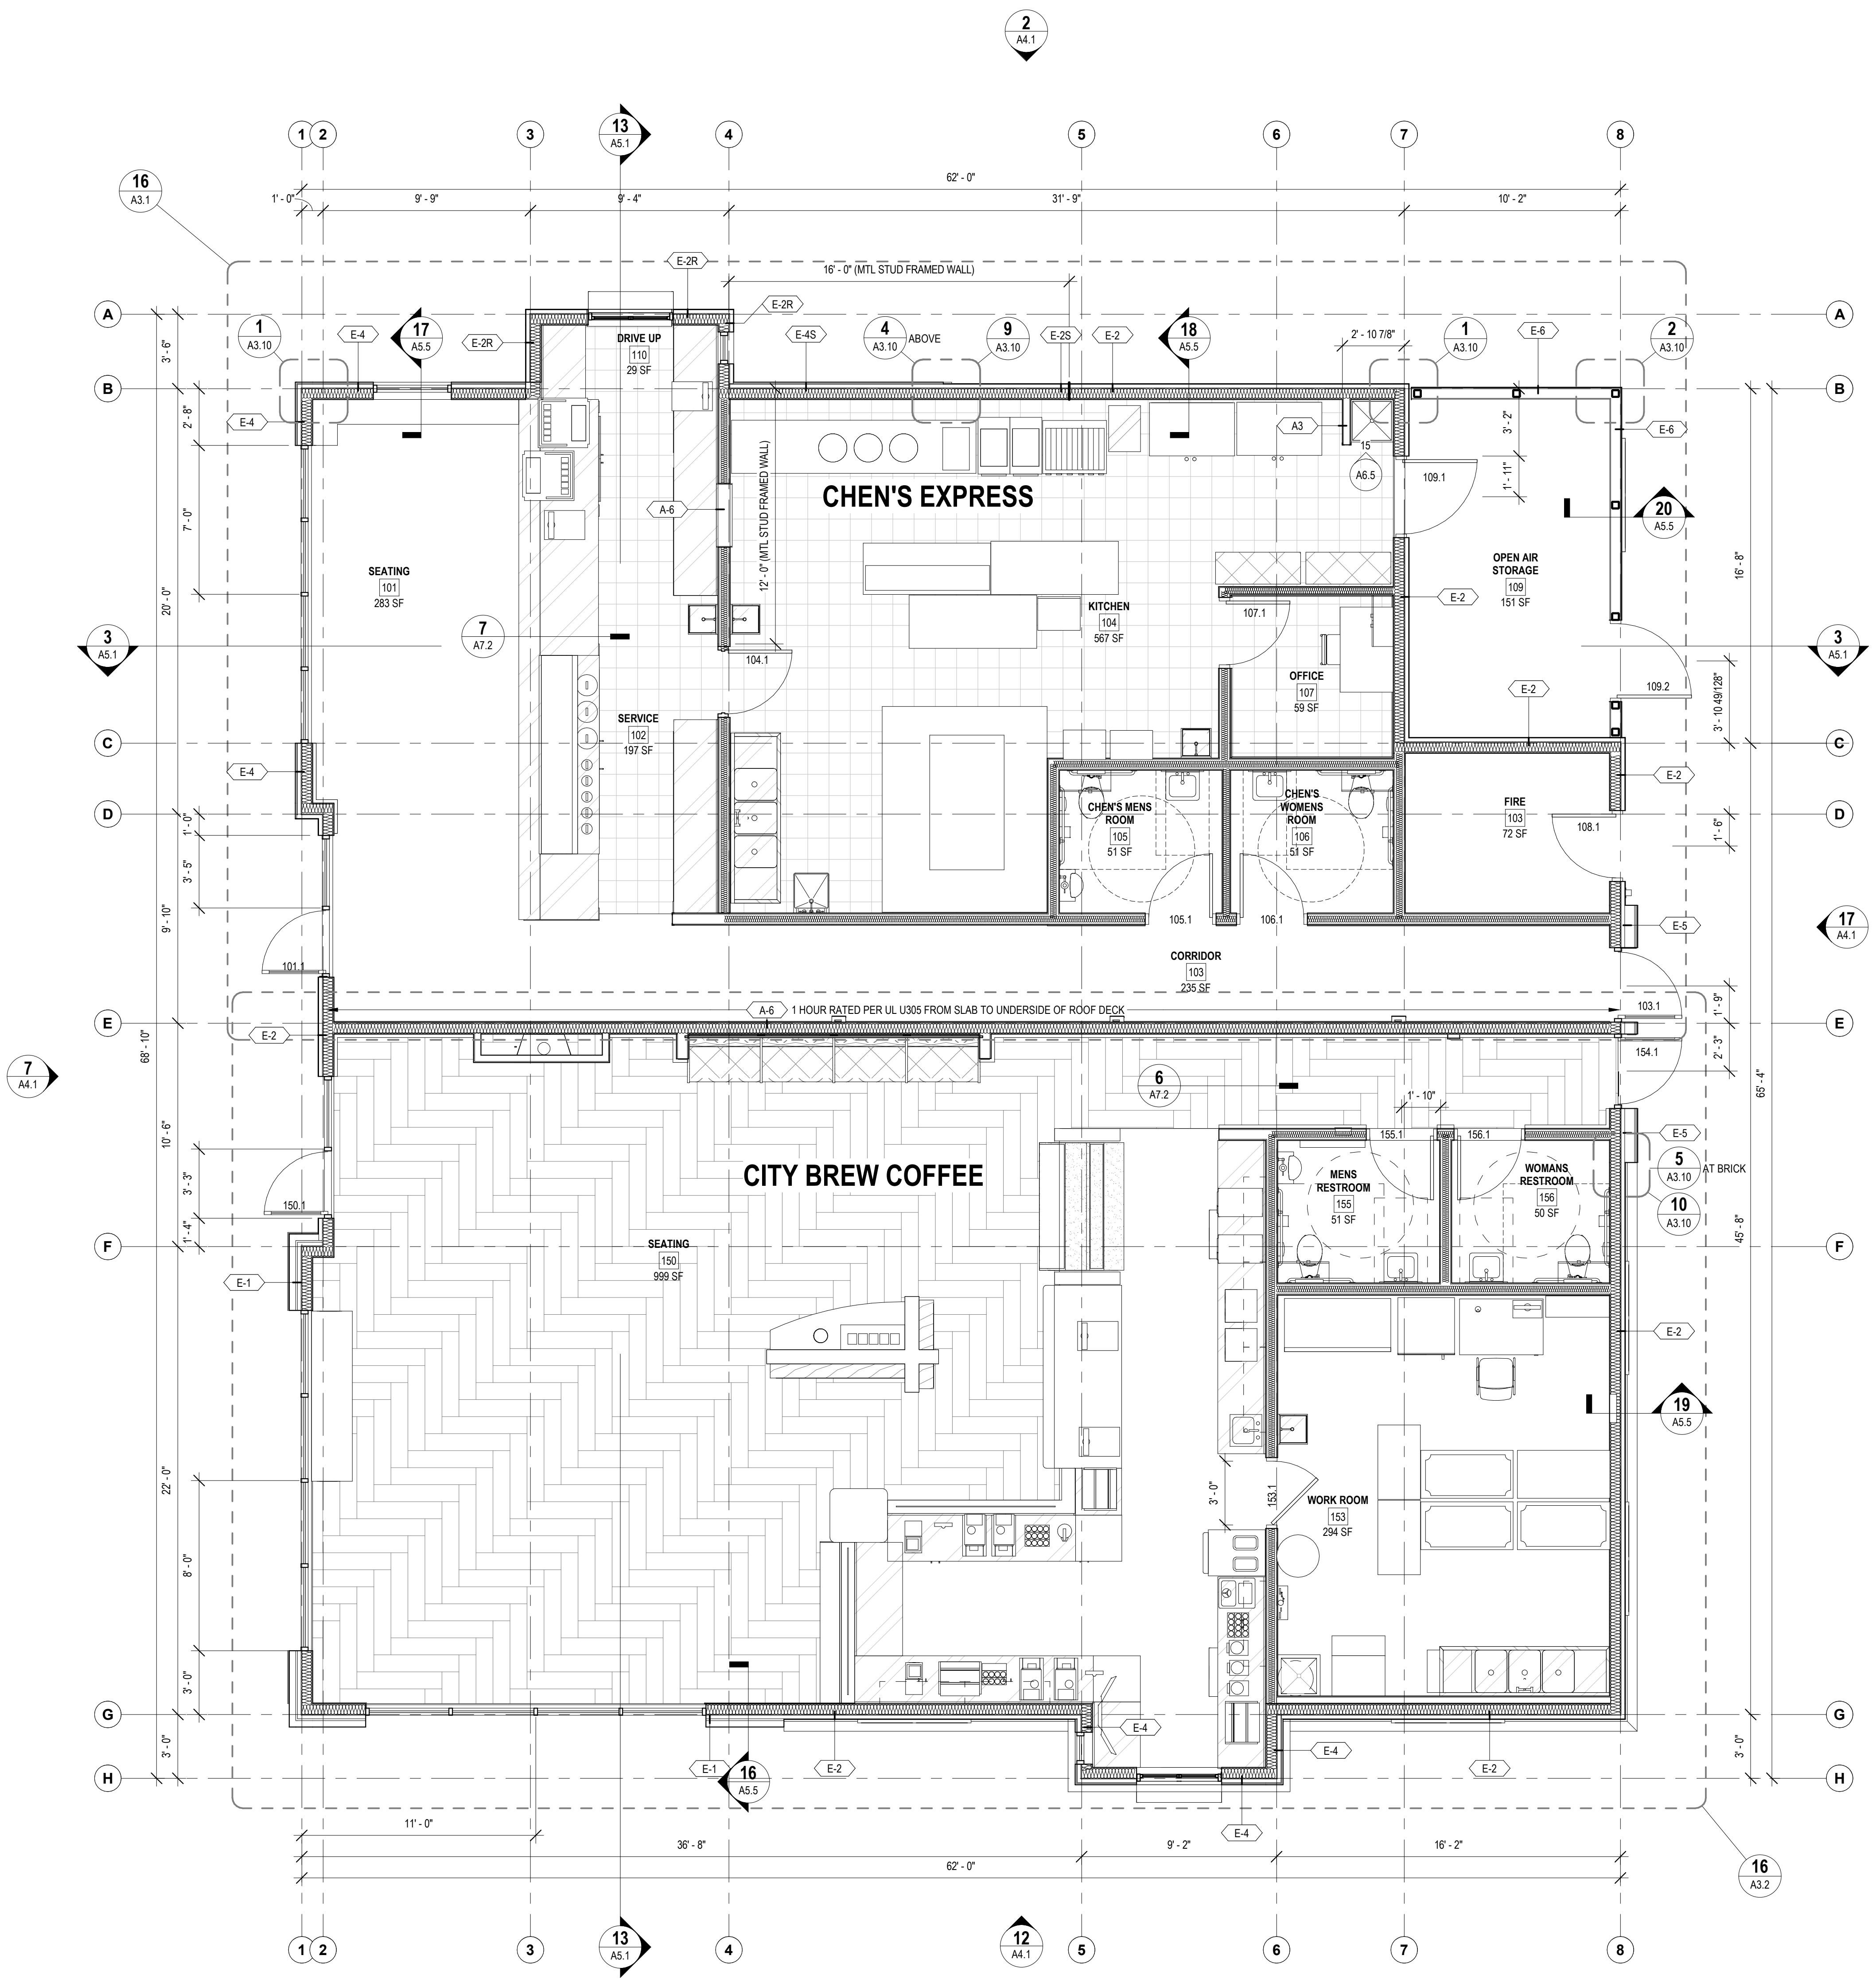 2
A4.1
1 2 3 4 5 6 7 8
13
A5.1
62' - 0"
16
A3.1
1' - 0"
9' - 9"
9' - 4"
31' - 9"
10' - 2"
E-2R
16' - 0" (MTL STUD FRAMED WALL)
E-2R
A
A
1
A3.10
E-4
17
A5.5
E-2R
DRIVE UP
110
29 SF
E-4S
4
A3.10
ABOVE
9
A3.10
E-2S
E-2
18
A5.5
2' - 10 7/8"
1
A3.10
E-6
2
A3.10
3' - 6"
B
B
2' - 8"
E-4
A3
15
A6.5
3' - 2"
E-6
12' - 0" (MTL STUD FRAMED WALL)
109.1
1' - 11"
CHEN'S EXPRESS
A-6
7' - 0"
20
A5.5
SEATING
101
283 SF
OPEN AIR
STORAGE
109
151 SF
16' - 8"
20' - 0"
E-2
KITCHEN
104
567 SF
107.1
7
A7.2
3
A5.1
3
A5.1
104.1
OFFICE
107
59 SF
109.2
E-2
3' - 10 49/128"
SERVICE
102
197 SF
C
C
E-4
E-2
CHEN'S MENS
ROOM
105
51 SF
CHEN'S
WOMENS
ROOM
106
51 SF
FIRE
103
72 SF
D
D
1' - 0"
108.1
1' - 6"
3' - 5"
105.1
106.1
E-5
17
A4.1
9' - 10"
101.1
CORRIDOR
103
235 SF
103.1
1' - 9"
A-6
1 HOUR RATED PER UL U305 FROM SLAB TO UNDERSIDE OF ROOF DECK
E
E
E-2
68' - 10"
154.1
2' - 3"
7
A4.1
6
A7.2
65' - 4"
1' - 10"
10' - 6"
155.1
156.1
E-5
5
A3.10
AT BRICK
CITY BREW COFFEE
3' - 3"
MENS
RESTROOM
155
51 SF
WOMANS
RESTROOM
156
50 SF
10
A3.10
150.1
1' - 4"
F
F
SEATING
150
999 SF
45' - 8"
E-1
E-2
19
A5.5
22' - 0"
3' - 0"
153.1
WORK ROOM
153
294 SF
8' - 0"
3' - 0"
G
G
E-4
E-4
3' - 0"
3' - 0"
E-1
16
A5.5
E-2
E-2
H
H
E-4
11' - 0"
36' - 8"
9' - 2"
16' - 2"
62' - 0"
16
A3.2
1 2 3 4 5 6 7 8
13
A5.1
12
A4.1